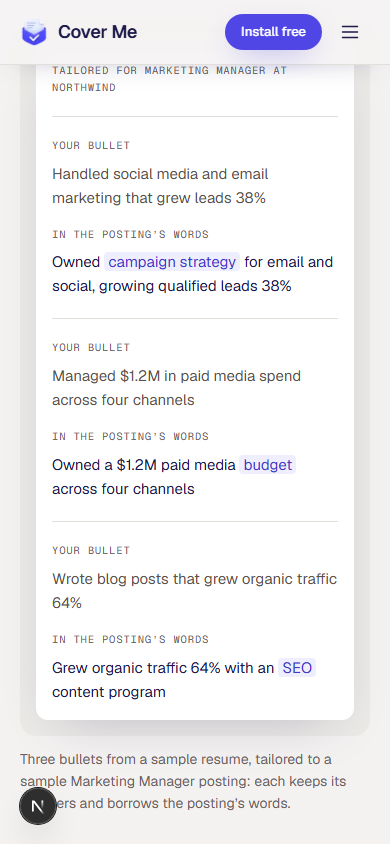 Cover Me
Install free
TAILORED FOR MARKETING MANAGER AT
NORTHWIND
YOUR BULLET
Handled social media and email
marketing that grew leads 38%
IN THE POSTING'S WORDS
Owned campaign strategy for email and
social, growing qualified leads 38%
YOUR BULLET
Managed $1.2M in paid media spend
across four channels
IN THE POSTING'S WORDS
Owned a $1.2M paid media budget
across four channels
YOUR BULLET
Wrote blog posts that grew organic traffic
64%
IN THE POSTING'S WORDS
Grew organic traffic 64% with an SEO
content program
Three bullets from a sample resume, tailored to a
sample Marketing Manager posting: each keeps its
and borrows the posting's words.
N